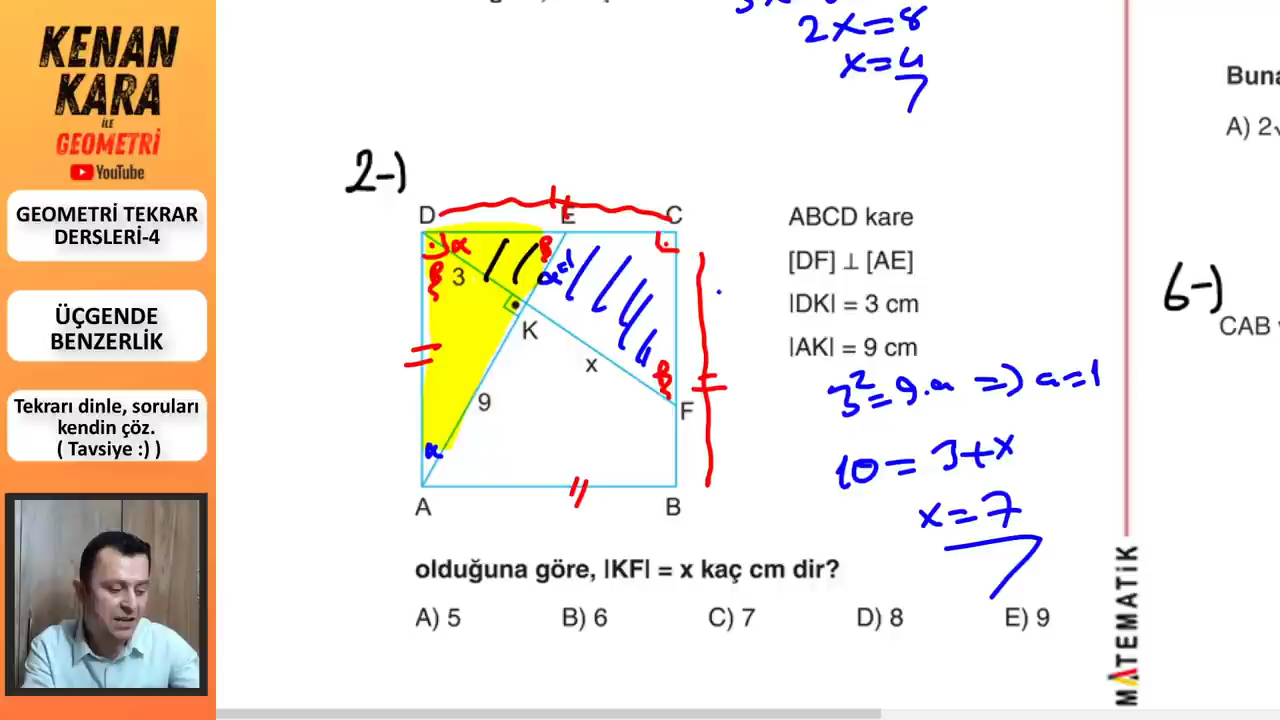 KENAN
KARA
İLE
GEOMETRİ
YouTube
GEOMETRİ TEKRAR
DERSLERİ-4
ÜÇGENDE
BENZERLİK
Tekrarı dinle, soruları
kendin çöz.
( Tavsiye :) )
2x=8
x=4
2-)
D E C
α β
β 3 a=1
K
x β
9 F
α
A B
ABCD kare
[DF] ⊥ [AE]
|DK| = 3 cm
|AK| = 9 cm
3²=9.a => a=1
10=3+x
x=7
olduğuna göre, |KF| = x kaç cm dir?
A) 5 B) 6 C) 7 D) 8 E) 9
MATEMATİK
Buna
A) 2
6-)
CAB